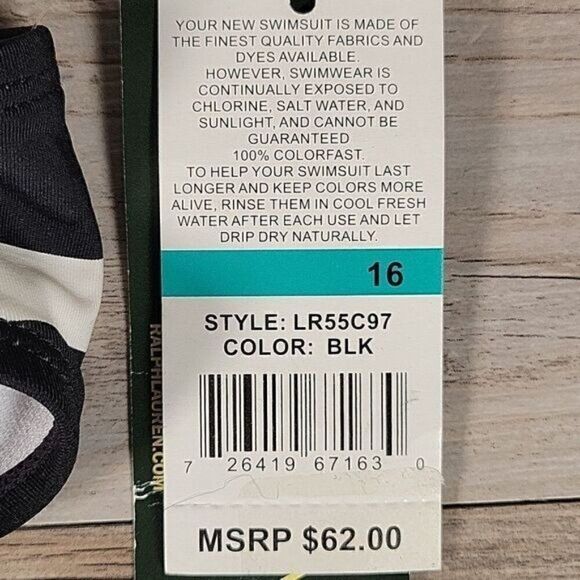 YOUR NEW SWIMSUIT IS MADE OF
THE FINEST QUALITY FABRICS AND
DYES AVAILABLE.
HOWEVER, SWIMWEAR IS
CONTINUALLY EXPOSED TO
CHLORINE, SALT WATER, AND
SUNLIGHT, AND CANNOT BE
GUARANTEED
100% COLORFAST.
TO HELP YOUR SWIMSUIT LAST
LONGER AND KEEP COLORS MORE
ALIVE, RINSE THEM IN COOL FRESH
WATER AFTER EACH USE AND LET
DRIP DRY NATURALLY.
16
STYLE: LR55C97
COLOR: BLK
7 26419 67163 0
MSRP $62.00
RALPHLAUREN.COM